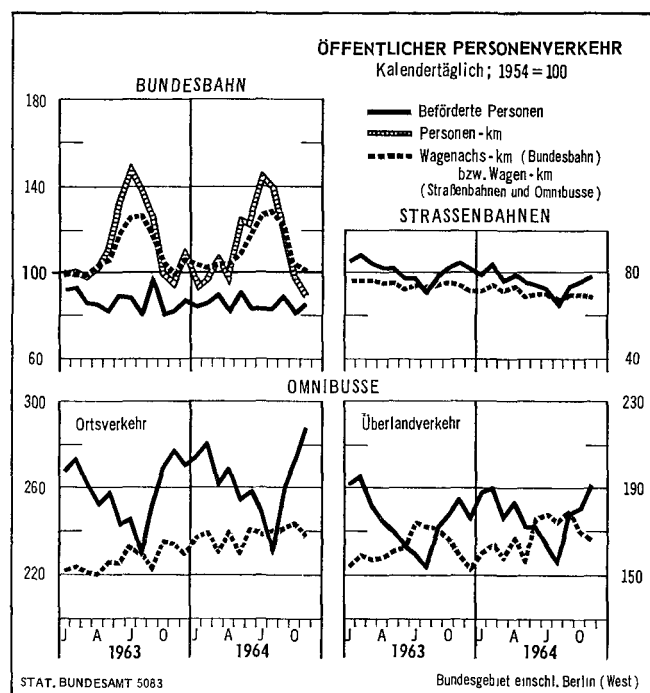 ÖFFENTLICHER PERSONENVERKEHR
Kalendertäglich; 1954=100
BUNDESBAHN
Beförderte Personen
Personen-km
Wagenachs-km (Bundesbahn)
bzw. Wagen-km
(Straßenbahnen und Omnibusse)
180
140
100
60
STRASSENBAHNEN
80
40
OMNIBUSSE
300
260
220
Ortsverkehr
Überlandverkehr
230
190
150
J A J O J A J O
1963 1964
J A J O J A J O
1963 1964
STAT. BUNDESAMT 5083
Bundesgebiet einschl. Berlin (West)